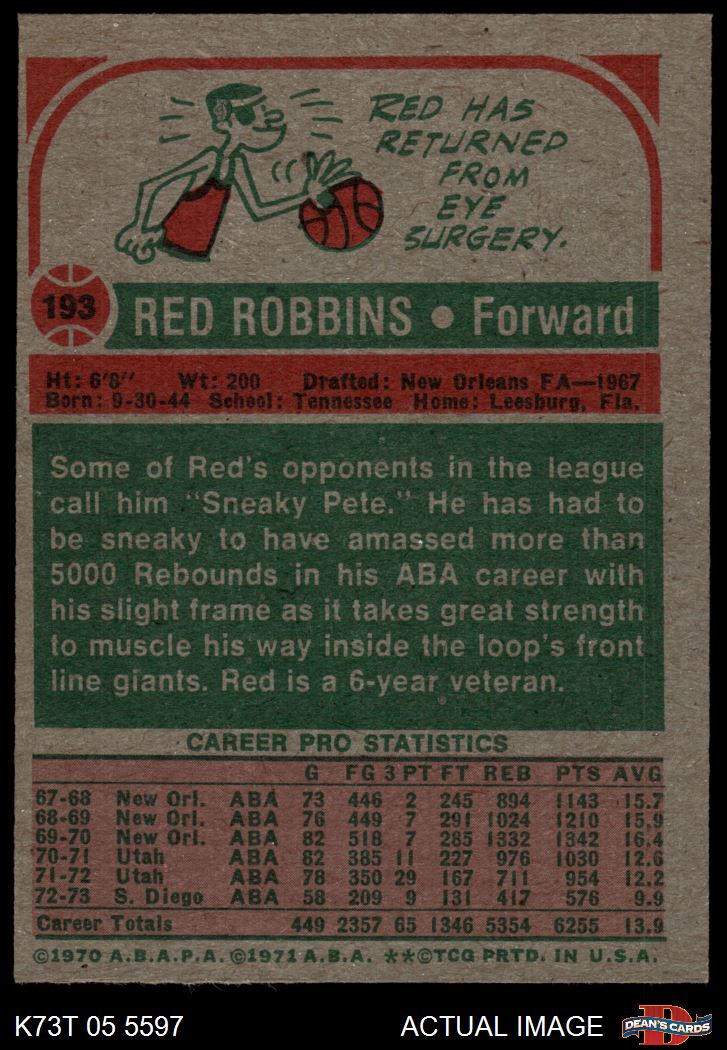 RED HAS
RETURNED
FROM
EYE
SURGERY.
193 RED ROBBINS • Forward
Ht: 6'8" Wt: 200 Drafted: New Orleans FA—1967
Born: 9-30-44 School: Tennessee Home: Leesburg, Fla.
Some of Red's opponents in the league
call him "Sneaky Pete." He has had to
be sneaky to have amassed more than
5000 Rebounds in his ABA career with
his slight frame as it takes great strength
to muscle his way inside the loop's front
line giants. Red is a 6-year veteran.
CAREER PRO STATISTICS
G FG 3 PT FT REB PTS AVG
67-68 New Orl. ABA 73 446 2 245 894 1143 15.7
68-69 New Orl. ABA 76 449 7 291 1024 1210 15.9
69-70 New Orl. ABA 82 518 7 285 1332 1342 16.4
70-71 Utah ABA 82 385 11 227 976 1030 12.6
71-72 Utah ABA 78 350 29 167 711 954 12.2
72-73 S. Diego ABA 58 209 9 131 417 576 9.9
Career Totals 449 2357 65 1346 5354 6255 13.9
©1970 A.B.A.P.A. ©1971 A.B.A. **©TCG PRTD. IN U.S.A.
K73T 05 5597 ACTUAL IMAGE D DEAN'S CARDS